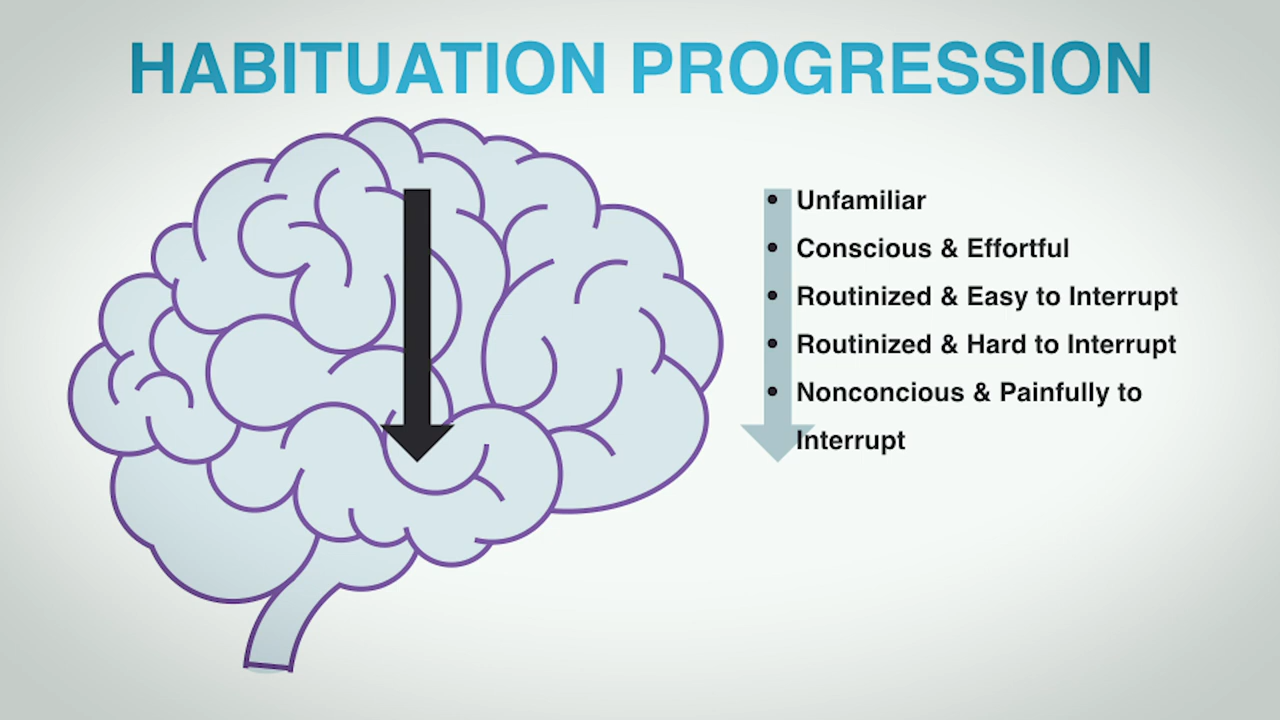 HABITUATION PROGRESSION
• Unfamiliar
• Conscious & Effortful
• Routinized & Easy to Interrupt
• Routinized & Hard to Interrupt
• Nonconcious & Painfully to
Interrupt